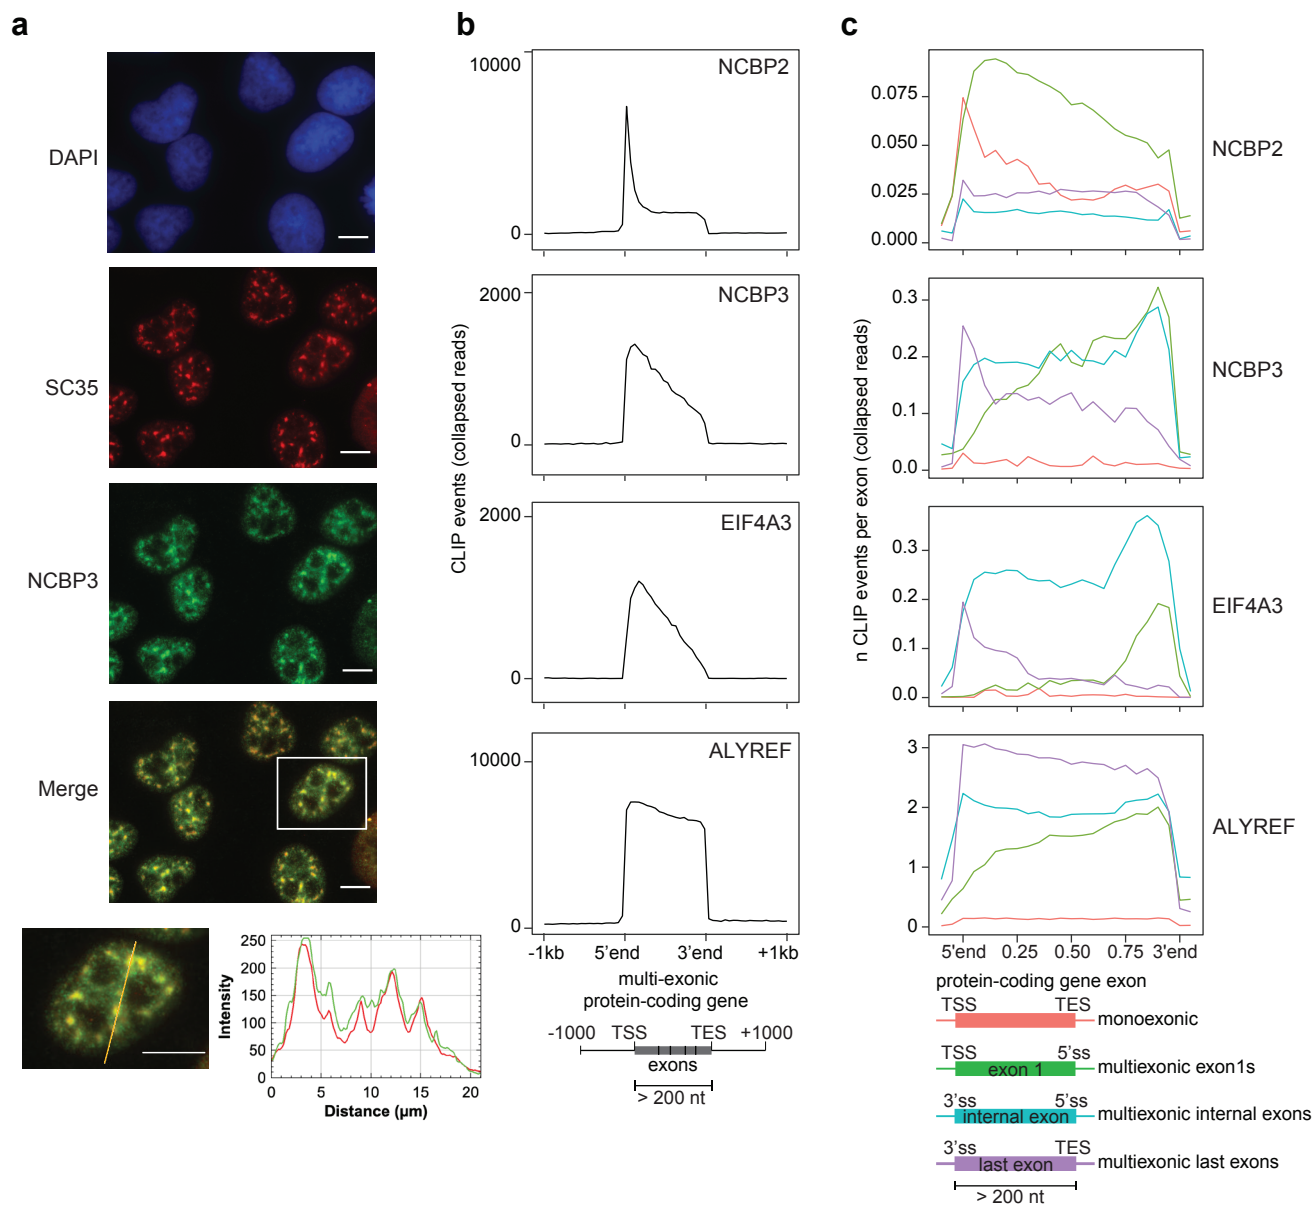 a
DAPI
SC35
NCBP3
Merge
Intensity
250
200
150
100
50
0
0 5 10 15 20
Distance (µm)
b
CLIP events (collapsed reads)
10000
0
NCBP2
2000
0
NCBP3
2000
0
EIF4A3
10000
0
ALYREF
-1kb 5'end 3'end +1kb
multi-exonic
protein-coding gene
-1000 TSS TES +1000
exons
> 200 nt
c
n CLIP events per exon (collapsed reads)
0.075
0.050
0.025
0.000
NCBP2
0.3
0.2
0.1
0.0
NCBP3
0.3
0.2
0.1
0.0
EIF4A3
3
2
1
0
ALYREF
5'end 0.25 0.50 0.75 3'end
protein-coding gene exon
TSS TES
monoexonic
TSS 5'ss
exon 1 multiexonic exon1s
3'ss 5'ss
internal exon multiexonic internal exons
3'ss TES
last exon multiexonic last exons
> 200 nt